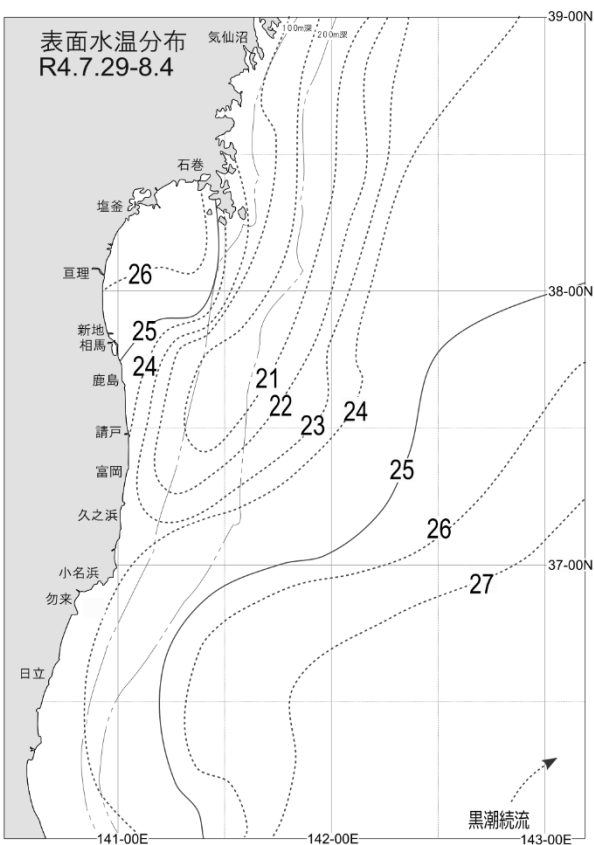 表面水温分布
R4.7.29-8.4
気仙沼
100m深
200m深
39-00N
石巻
塩釜
亘理
26
38-00N
新地
25
相馬
24
鹿島
21
22
23
24
請戸
富岡
25
久之浜
26
小名浜
37-00N
27
勿来
日立
黒潮続流
141-00E
142-00E
143-00E